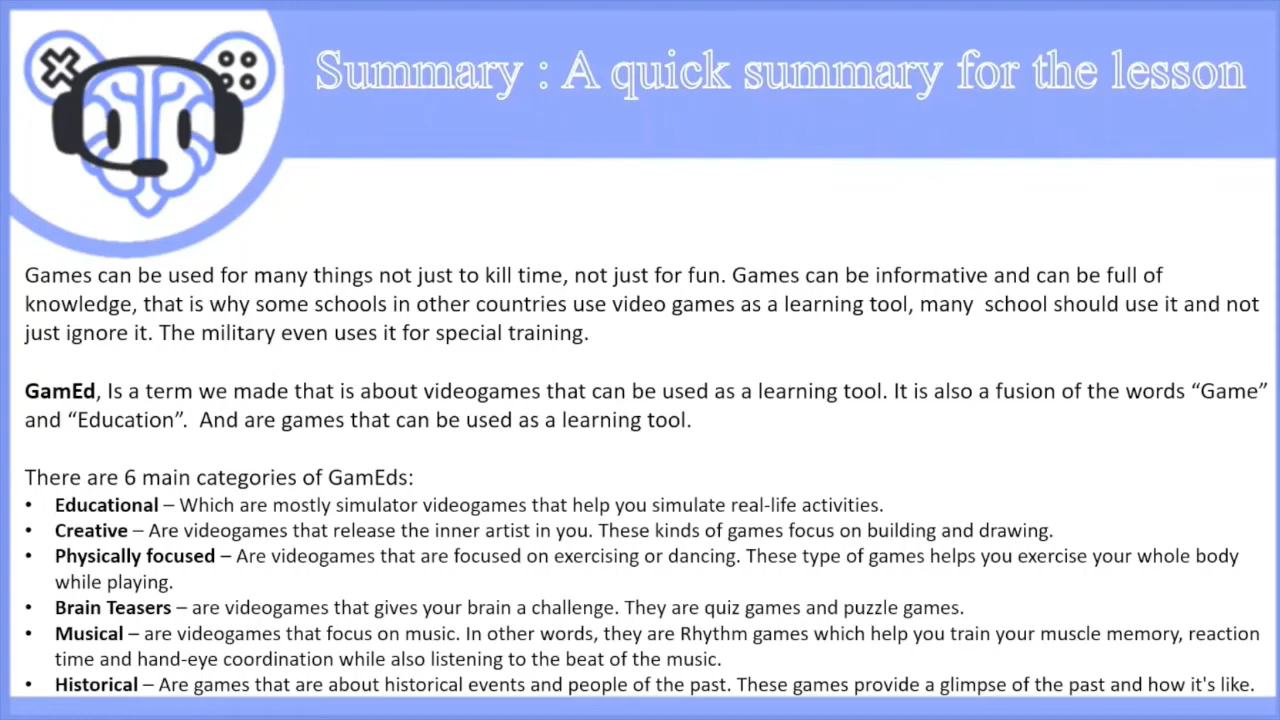 Summary : A quick summary for the lesson
Games can be used for many things not just to kill time, not just for fun. Games can be informative and can be full of
knowledge, that is why some schools in other countries use video games as a learning tool, many  school should use it and not
just ignore it. The military even uses it for special training.
GamEd, Is a term we made that is about videogames that can be used as a learning tool. It is also a fusion of the words “Game”
and “Education”.  And are games that can be used as a learning tool.
There are 6 main categories of GamEds:
• Educational – Which are mostly simulator videogames that help you simulate real-life activities.
• Creative – Are videogames that release the inner artist in you. These kinds of games focus on building and drawing.
• Physically focused – Are videogames that are focused on exercising or dancing. These type of games helps you exercise your whole body
while playing.
• Brain Teasers – are videogames that gives your brain a challenge. They are quiz games and puzzle games.
• Musical – are videogames that focus on music. In other words, they are Rhythm games which help you train your muscle memory, reaction
time and hand-eye coordination while also listening to the beat of the music.
• Historical – Are games that are about historical events and people of the past. These games provide a glimpse of the past and how it's like.